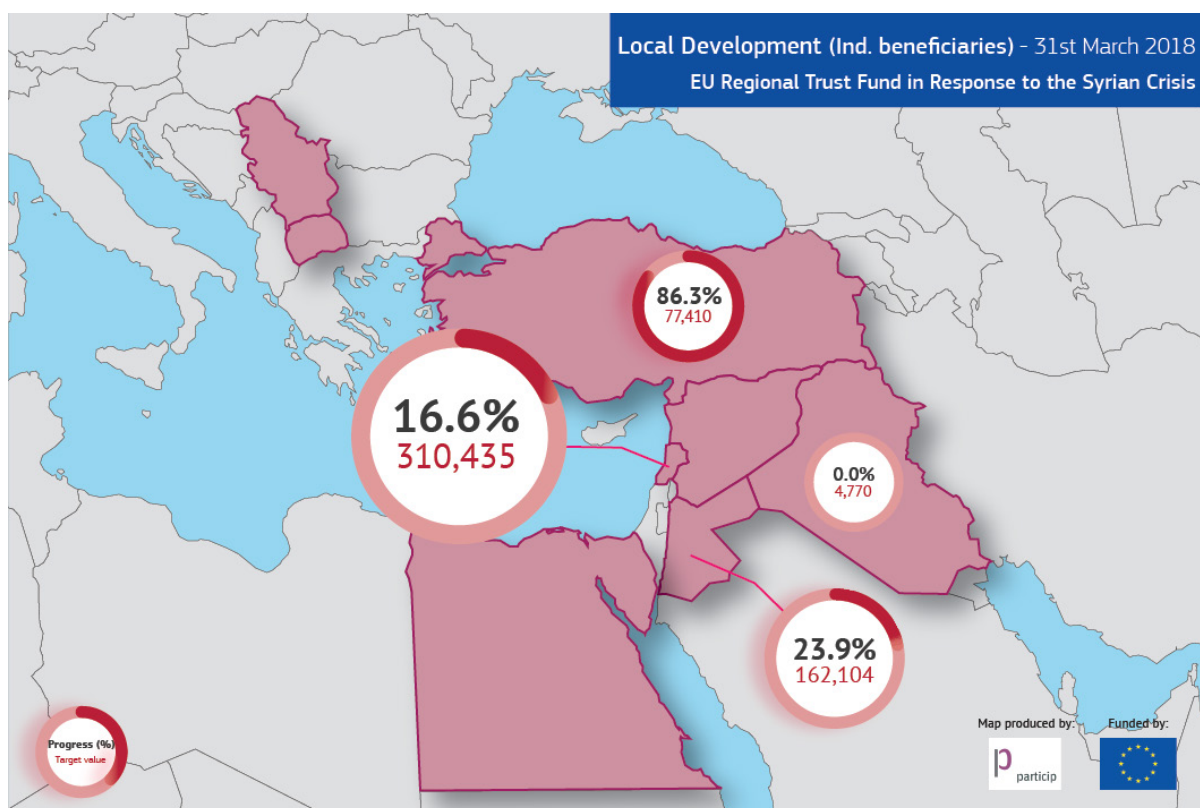 Local Development (Ind. beneficiaries) - 31st March 2018
EU Regional Trust Fund in Response to the Syrian Crisis
86.3%
77,410
16.6%
310,435
0.0%
4,770
23.9%
162,104
Progress (%)
Target value
Map produced by:
Funded by:
p
particip